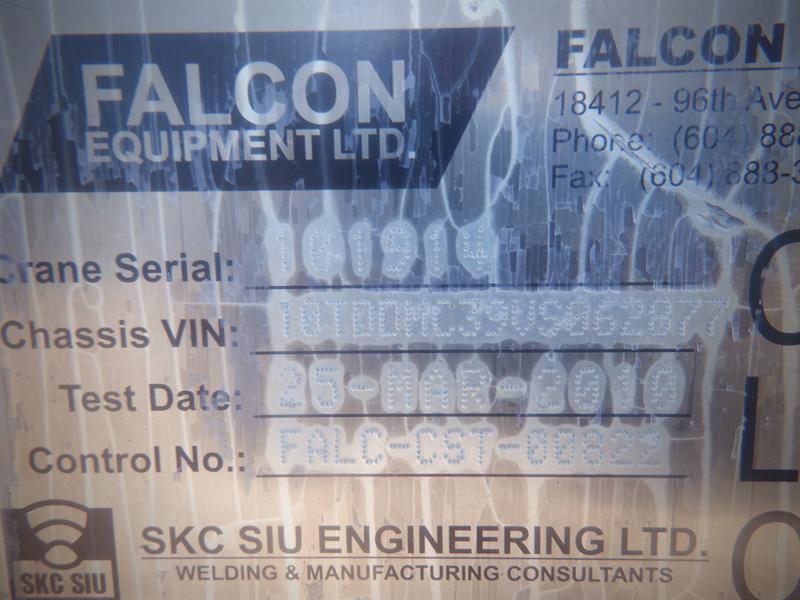 FALCON
EQUIPMENT LTD.
FALCON
18412 - 96th Ave
Phone: (604) 88
Fax: (604) 888-3
Crane Serial:
Chassis VIN:
Test Date: 25-MAR-2010
Control No.: FALC-CST-00822
SKC SIU
SKC SIU ENGINEERING LTD.
WELDING & MANUFACTURING CONSULTANTS